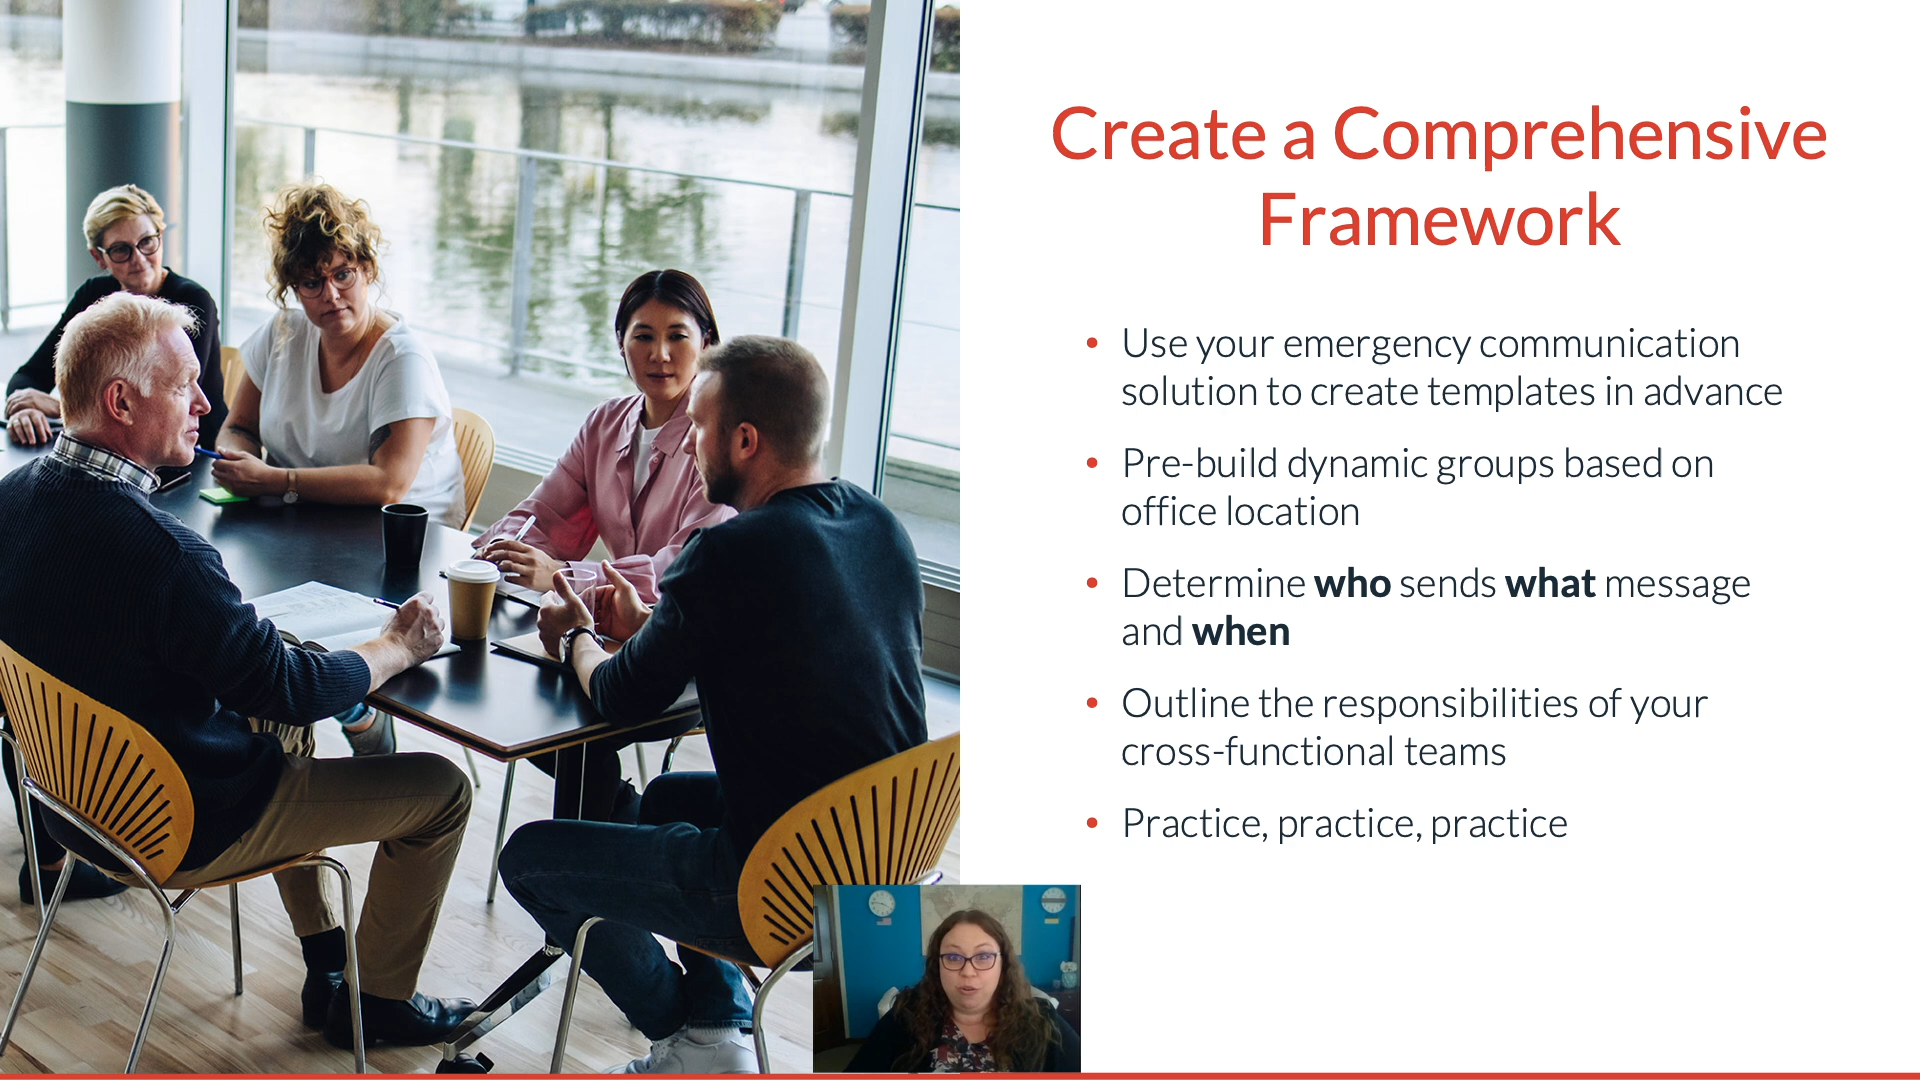 Create a Comprehensive
Framework
• Use your emergency communication
solution to create templates in advance
• Pre-build dynamic groups based on
office location
• Determine who sends what message
and when
• Outline the responsibilities of your
cross-functional teams
• Practice, practice, practice